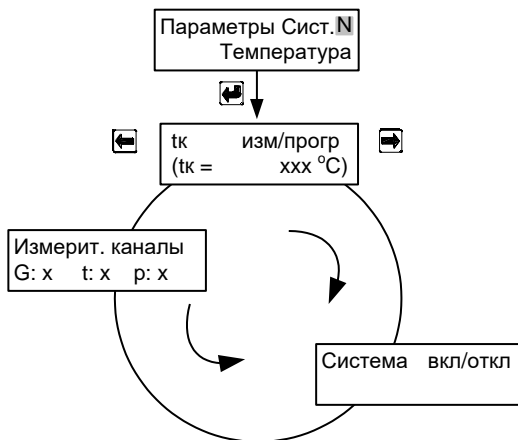 Параметры Сист.N
Температура
tк изм/прогр
(tк = xxx °C)
Измерит. каналы
G: x t: x p: x
Система вкл/откл